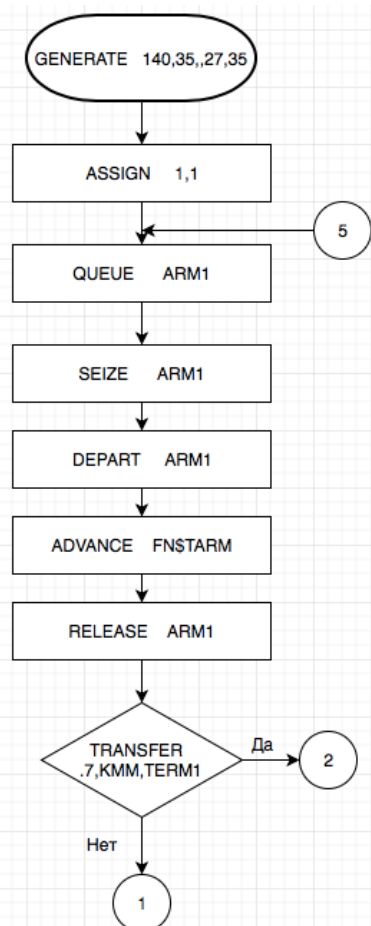 GENERATE 140,35,,27,35
ASSIGN 1,1
5
QUEUE ARM1
SEIZE ARM1
DEPART ARM1
ADVANCE FN$TARM
RELEASE ARM1
TRANSFER
.7,KMM,TERM1
Да
2
Нет
1